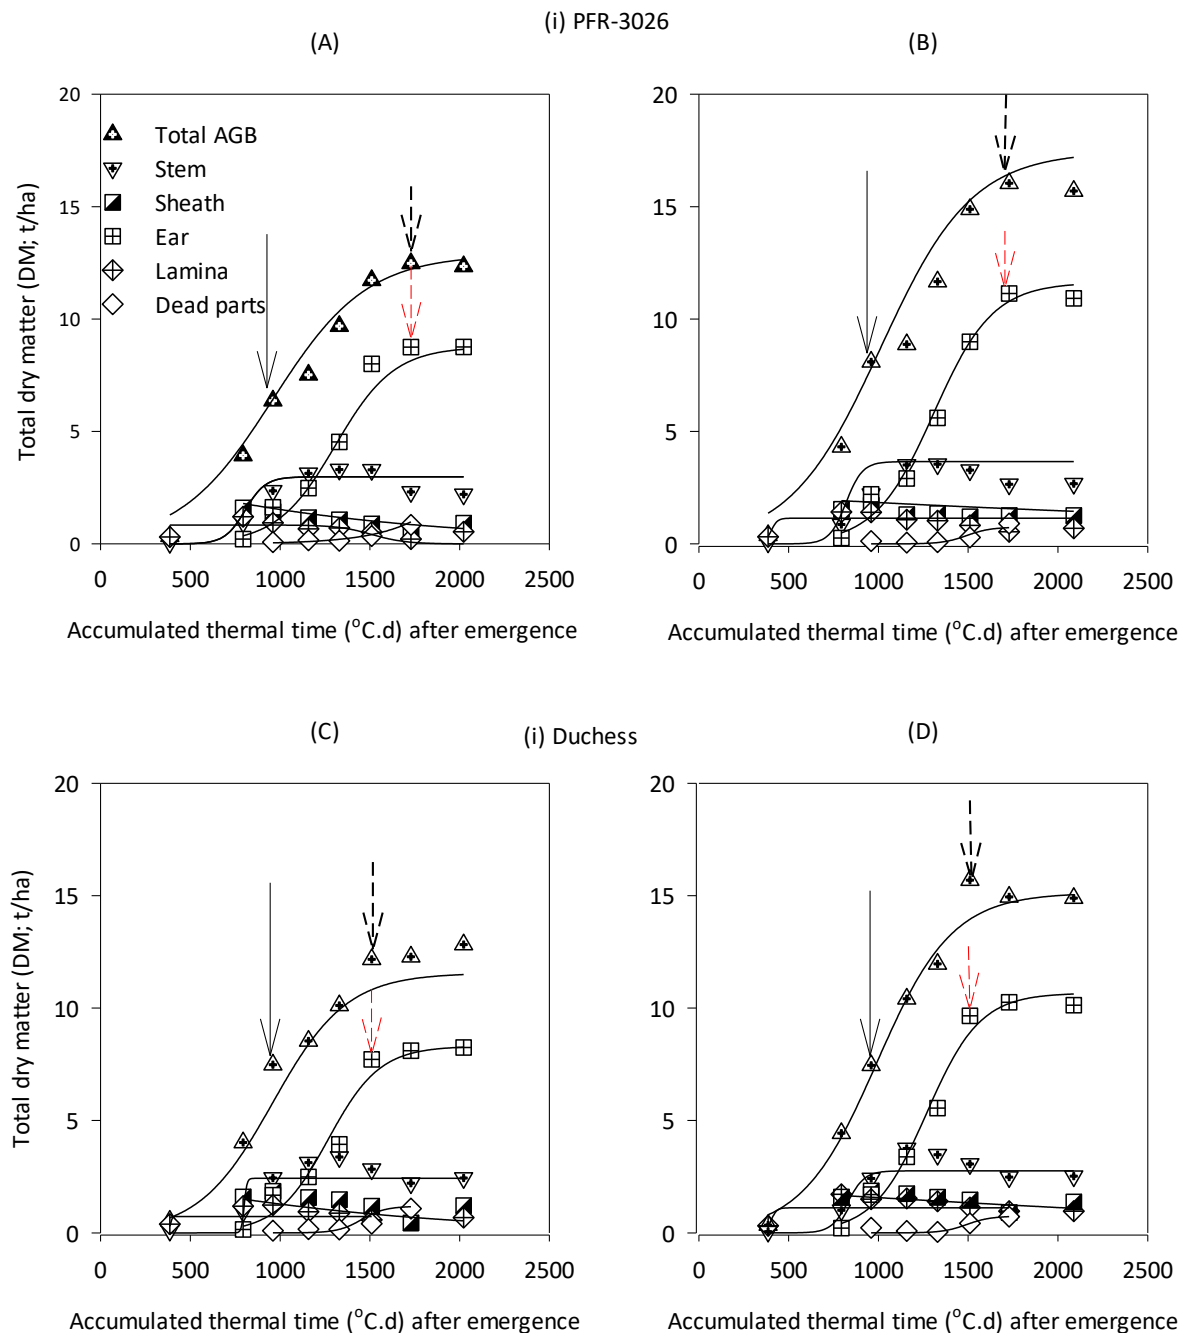 (i) PFR-3026
(A) (B)
20
15
10
5
0
0 500 1000 1500 2000 2500
Total dry matter (DM; t/ha)
Accumulated thermal time (°C.d) after emergence
Total AGB
Stem
Sheath
Ear
Lamina
Dead parts
20
15
10
5
0
0 500 1000 1500 2000 2500
Accumulated thermal time (°C.d) after emergence
(C) (i) Duchess (D)
20
15
10
5
0
0 500 1000 1500 2000 2500
Total dry matter (DM; t/ha)
Accumulated thermal time (°C.d) after emergence
20
15
10
5
0
0 500 1000 1500 2000 2500
Accumulated thermal time (°C.d) after emergence